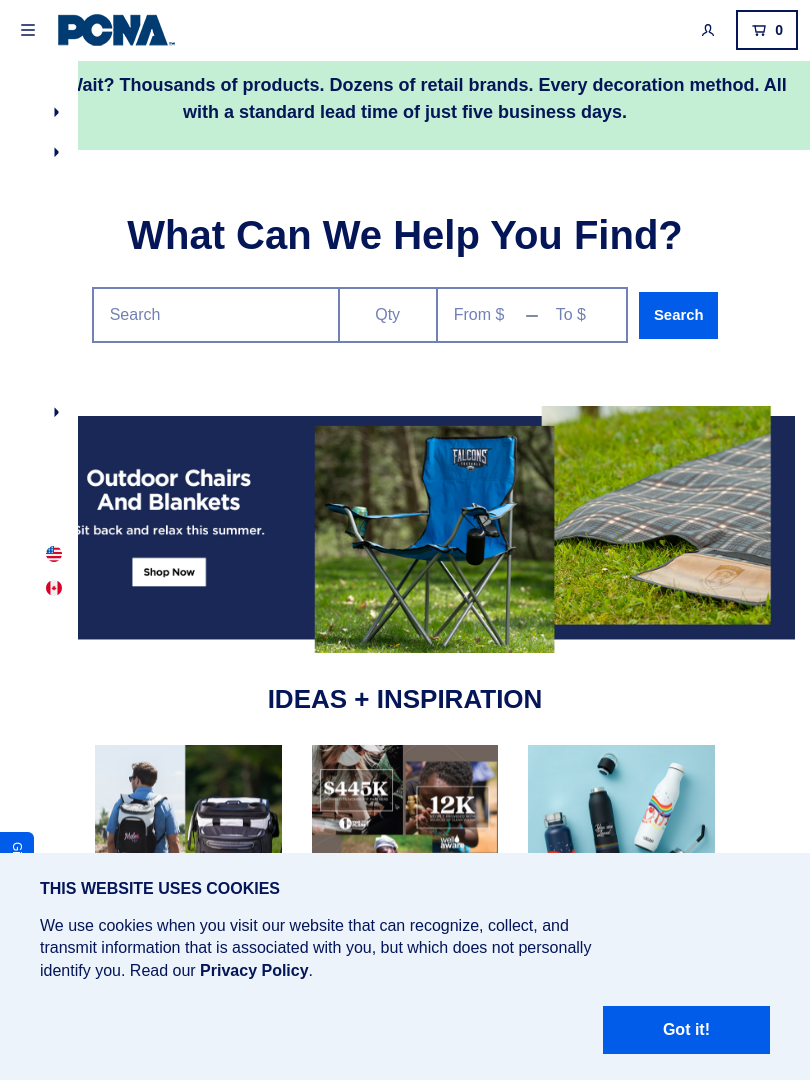 PCNA
0
Wait? Thousands of products. Dozens of retail brands. Every decoration method. All
with a standard lead time of just five business days.
What Can We Help You Find?
Search
Qty
From $ – To $
Search
Outdoor Chairs
And Blankets
Sit back and relax this summer.
Shop Now
FALCONS
IDEAS + INSPIRATION
$445K
12K
well aware
THIS WEBSITE USES COOKIES
We use cookies when you visit our website that can recognize, collect, and
transmit information that is associated with you, but which does not personally
identify you. Read our Privacy Policy.
Got it!